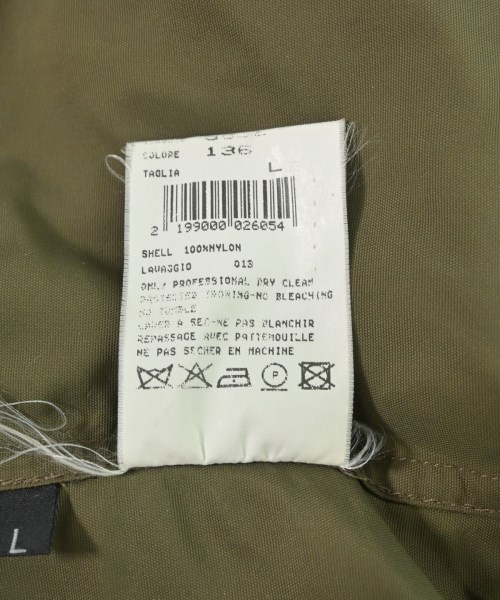 COLORE 136
TAGLIA L
2 199000 026054
SHELL 100%NYLON
LAVAGGIO 013
ONLY PROFESSIONAL DRY CLEAN
PROTECTED IRONING-NO BLEACHING
NO TUMBLE
LAVER A SEC-NE PAS BLANCHIR
REPASSAGE AVEC PATTEMOUILLE
NE PAS SECHER EN MACHINE
P
L